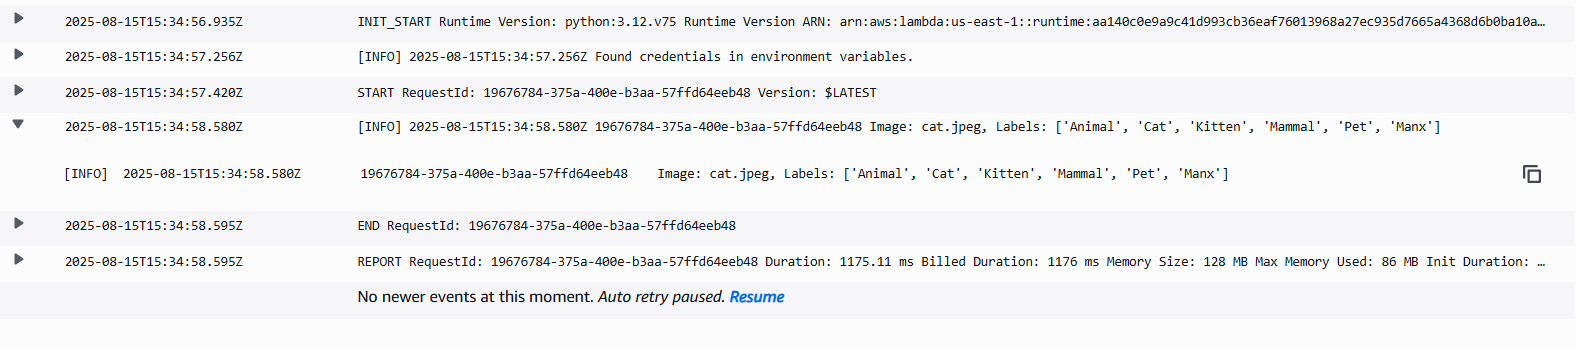 2025-08-15T15:34:56.935Z INIT_START Runtime Version: python:3.12.v75 Runtime Version ARN: arn:aws:lambda:us-east-1::runtime:aa140c0e9a9c41d993cb36eaf76013968a27ec935d7665a4368d6b0ba10a…
2025-08-15T15:34:57.256Z [INFO] 2025-08-15T15:34:57.256Z Found credentials in environment variables.
2025-08-15T15:34:57.420Z START RequestId: 19676784-375a-400e-b3aa-57ffd64eeb48 Version: $LATEST
2025-08-15T15:34:58.580Z [INFO] 2025-08-15T15:34:58.580Z 19676784-375a-400e-b3aa-57ffd64eeb48 Image: cat.jpeg, Labels: ['Animal', 'Cat', 'Kitten', 'Mammal', 'Pet', 'Manx']
[INFO] 2025-08-15T15:34:58.580Z 19676784-375a-400e-b3aa-57ffd64eeb48 Image: cat.jpeg, Labels: ['Animal', 'Cat', 'Kitten', 'Mammal', 'Pet', 'Manx']
2025-08-15T15:34:58.595Z END RequestId: 19676784-375a-400e-b3aa-57ffd64eeb48
2025-08-15T15:34:58.595Z REPORT RequestId: 19676784-375a-400e-b3aa-57ffd64eeb48 Duration: 1175.11 ms Billed Duration: 1176 ms Memory Size: 128 MB Max Memory Used: 86 MB Init Duration: …
No newer events at this moment. Auto retry paused. Resume